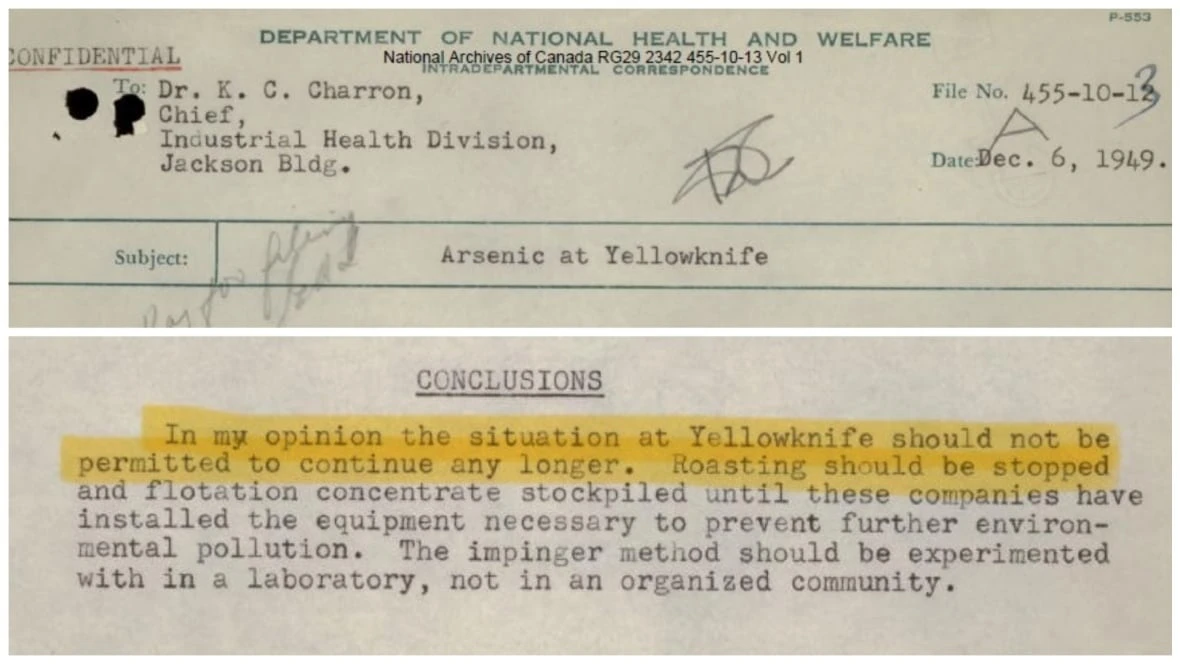 P-553
DEPARTMENT OF NATIONAL HEALTH AND WELFARE
CONFIDENTIAL
National Archives of Canada RG29 2342 455-10-13 Vol 1
INTRADEPARTMENTAL CORRESPONDENCE
To: Dr. K. C. Charron,
Chief,
Industrial Health Division,
Jackson Bldg.
File No. 455-10-13
A
Date: Dec. 6, 1949.
Subject: Arsenic at Yellowknife
CONCLUSIONS
In my opinion the situation at Yellowknife should not be
permitted to continue any longer. Roasting should be stopped
and flotation concentrate stockpiled until these companies have
installed the equipment necessary to prevent further environ-
mental pollution. The impinger method should be experimented
with in a laboratory, not in an organized community.